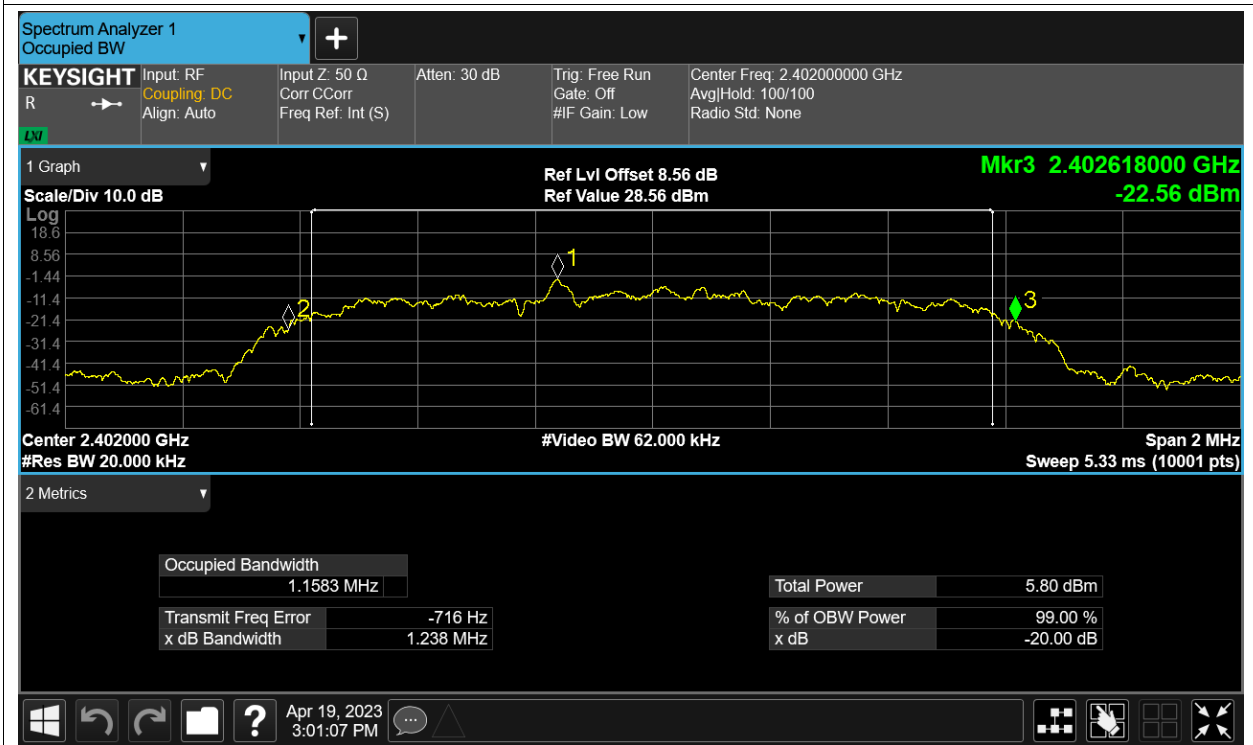 Spectrum Analyzer 1
Occupied BW
KEYSIGHT
R
LXI
Input: RF
Coupling: DC
Align: Auto
Input Z: 50 Ω
Corr CCorr
Freq Ref: Int (S)
Atten: 30 dB
Trig: Free Run
Gate: Off
#IF Gain: Low
Center Freq: 2.402000000 GHz
Avg|Hold: 100/100
Radio Std: None
1 Graph
Scale/Div 10.0 dB
Ref Lvl Offset 8.56 dB
Ref Value 28.56 dBm
Mkr3 2.402618000 GHz
-22.56 dBm
Log
18.6
8.56
-1.44
-11.4
-21.4
-31.4
-41.4
-51.4
-61.4
1
2
3
Center 2.402000 GHz
#Res BW 20.000 kHz
#Video BW 62.000 kHz
Span 2 MHz
Sweep 5.33 ms (10001 pts)
2 Metrics
Occupied Bandwidth
1.1583 MHz
Transmit Freq Error -716 Hz
x dB Bandwidth 1.238 MHz
Total Power 5.80 dBm
% of OBW Power 99.00 %
x dB -20.00 dB
?
Apr 19, 2023
3:01:07 PM